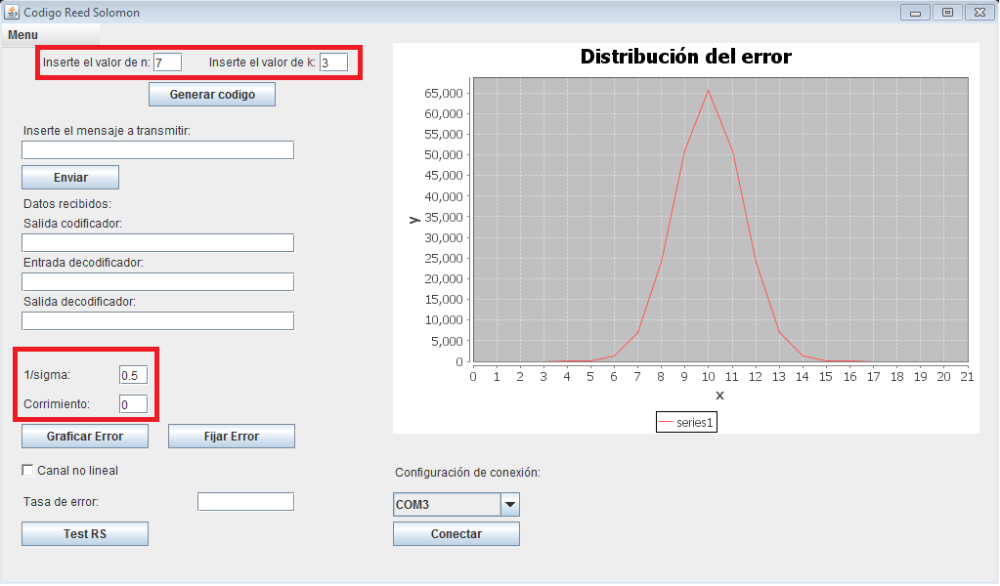 Codigo Reed Solomon
Menu
Inserte el valor de n: 7 Inserte el valor de k: 3
Generar codigo
Inserte el mensaje a transmitir:
Enviar
Datos recibidos:
Salida codificador:
Entrada decodificador:
Salida decodificador:
1/sigma: 0.5
Corrimiento: 0
Graficar Error Fijar Error
Canal no lineal
Tasa de error:
Test RS
Distribución del error
65,000
60,000
55,000
50,000
45,000
40,000
35,000
30,000
25,000
20,000
15,000
10,000
5,000
0
y
0 1 2 3 4 5 6 7 8 9 10 11 12 13 14 15 16 17 18 19 20 21
x
series1
Configuración de conexión:
COM3
Conectar